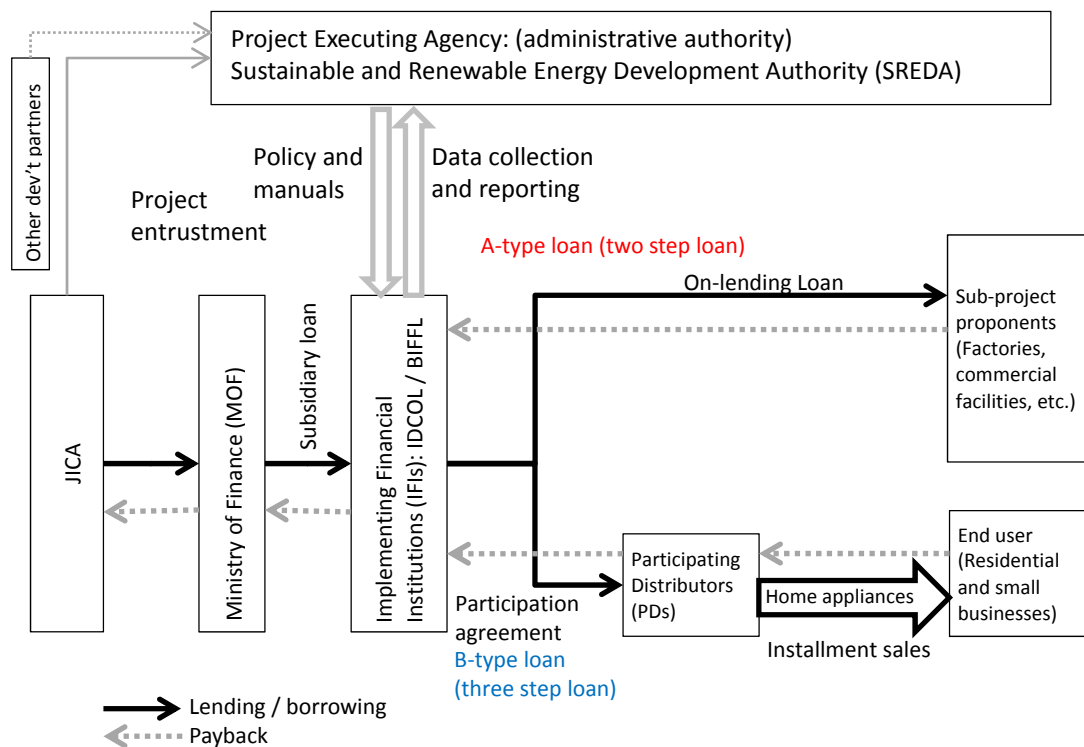 Project Executing Agency: (administrative authority)
Sustainable and Renewable Energy Development Authority (SREDA)
Other dev't partners
Policy and
manuals
Data collection
and reporting
Project
entrustment
A-type loan (two step loan)
On-lending Loan
Sub-project
proponents
(Factories,
commercial
facilities, etc.)
JICA
Ministry of Finance (MOF)
Subsidiary loan
Implementing Financial
Institutions (IFIs): IDCOL / BIFFL
Participating
Distributors
(PDs)
Home appliances
End user
(Residential
and small
businesses)
Installment sales
Participation
agreement
B-type loan
(three step loan)
Lending / borrowing
Payback